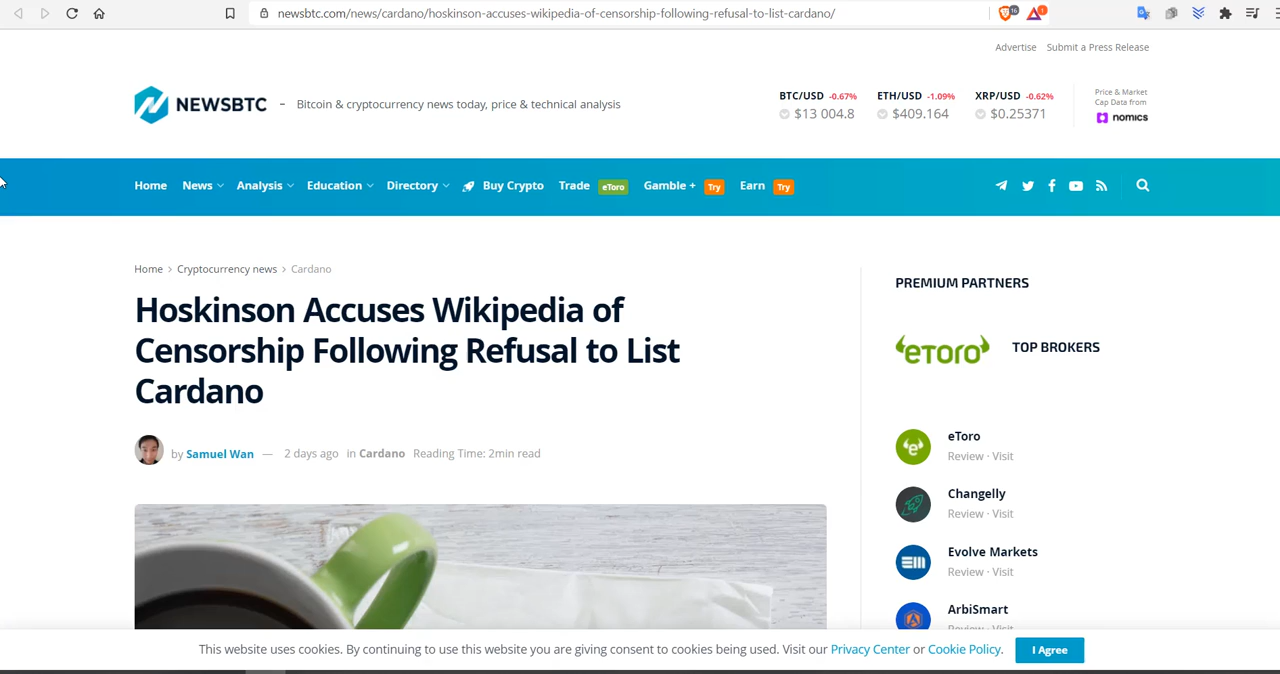 newsbtc.com/news/cardano/hoskinson-accuses-wikipedia-of-censorship-following-refusal-to-list-cardano/
16
1
Advertise Submit a Press Release
NEWSBTC - Bitcoin & cryptocurrency news today, price & technical analysis
BTC/USD -0.67% ETH/USD -1.09% XRP/USD -0.62%
$13 004.8 $409.164 $0.25371
Price & Market
Cap Data from
nomics
Home News Analysis Education Directory Buy Crypto Trade eToro Gamble + Try Earn Try
Home > Cryptocurrency news > Cardano
Hoskinson Accuses Wikipedia of
Censorship Following Refusal to List
Cardano
by Samuel Wan — 2 days ago in Cardano Reading Time: 2min read
PREMIUM PARTNERS
eToro TOP BROKERS
eToro
Review · Visit
Changelly
Review · Visit
Evolve Markets
Review · Visit
ArbiSmart
Review · Visit
This website uses cookies. By continuing to use this website you are giving consent to cookies being used. Visit our Privacy Center or Cookie Policy. I Agree